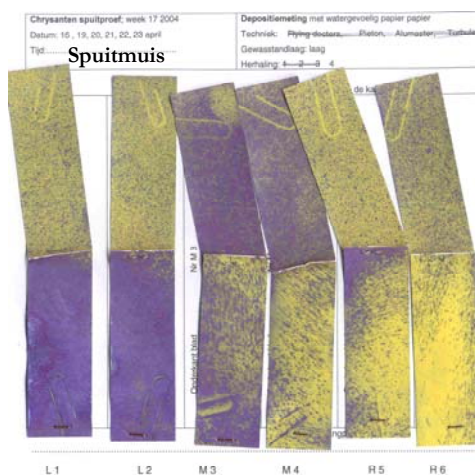 Chrysanten spuitproef; week 17 2004
Datum: 16 , 19, 20, 21, 22, 23 april
Tijd
Spuitmuis
Depositiemeting met watergevoelig papier papier
Techniek: Flying doctors, Pieton, Alumaster, Turbula
Gewasstandlaag: laag
Herhaling: 1 2 3 4
de ka
Nr M 3
Onderkant blad
L 1 L 2 M 3 M 4 R 5 R 6